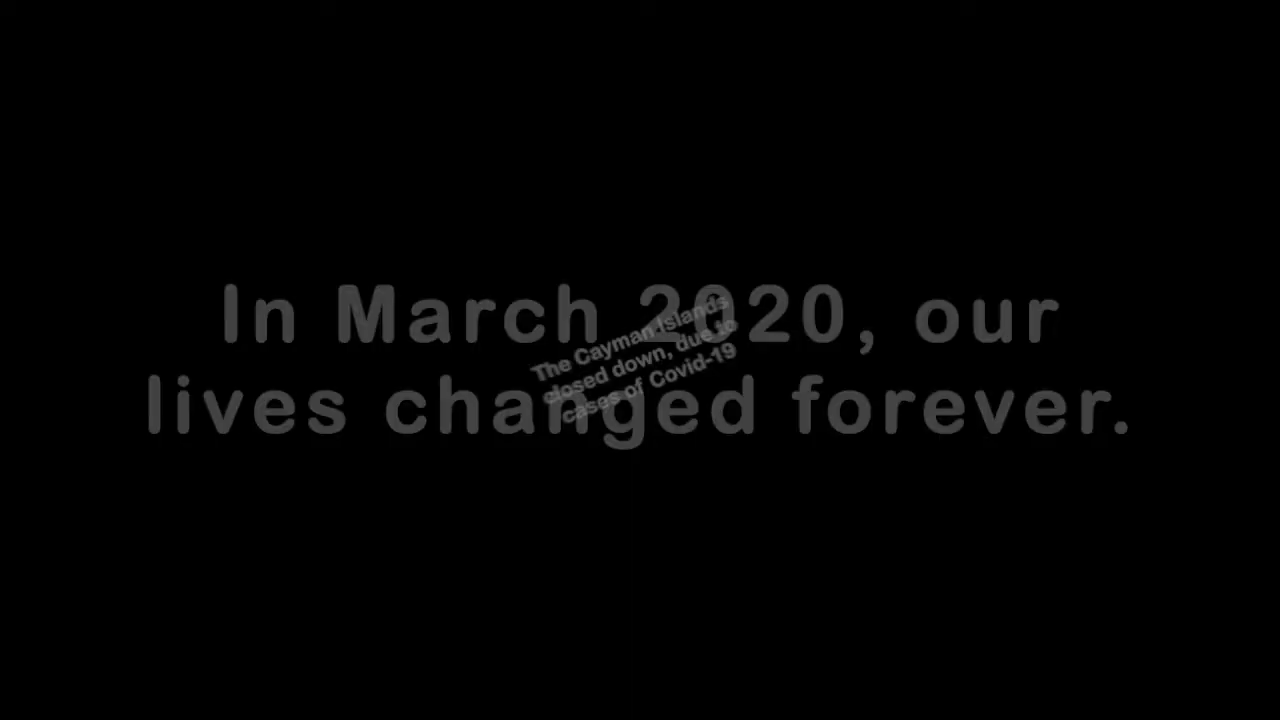 In March 2020, our
lives changed forever.
The Cayman Islands
closed down, due to
cases of Covid-19